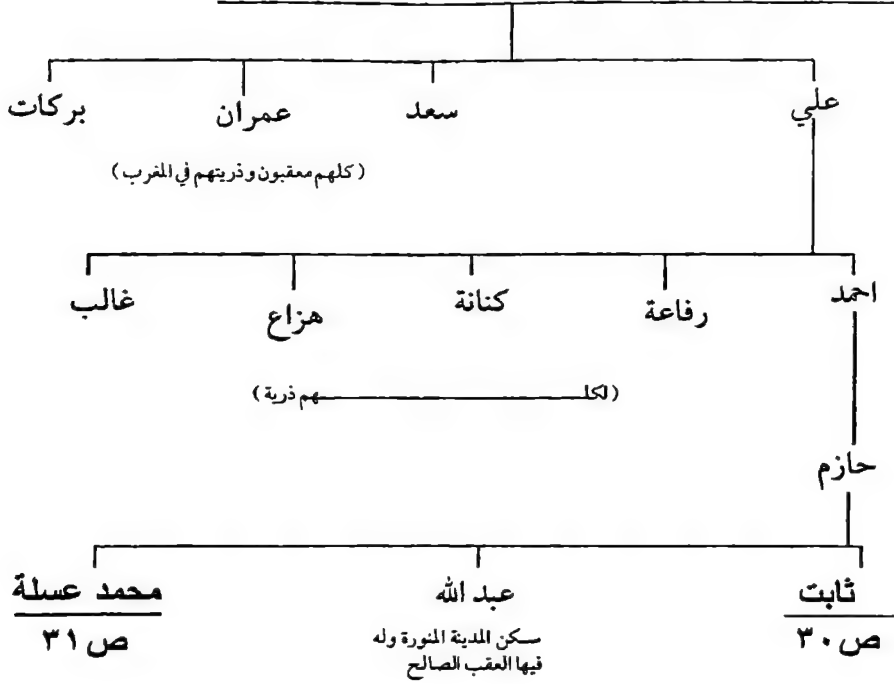 علي
سعد
عمران
بركات
(كلهم معقبون وذريتهم في المغرب)
احمد
رفاعة
كنانة
هزاع
غالب
(لكلهم ذرية)
حازم
ثابت
ص ٣٠
عبد الله
سكن المدينة المنورة وله
فيها العقب الصالح
محمد عسلة
ص ٣١